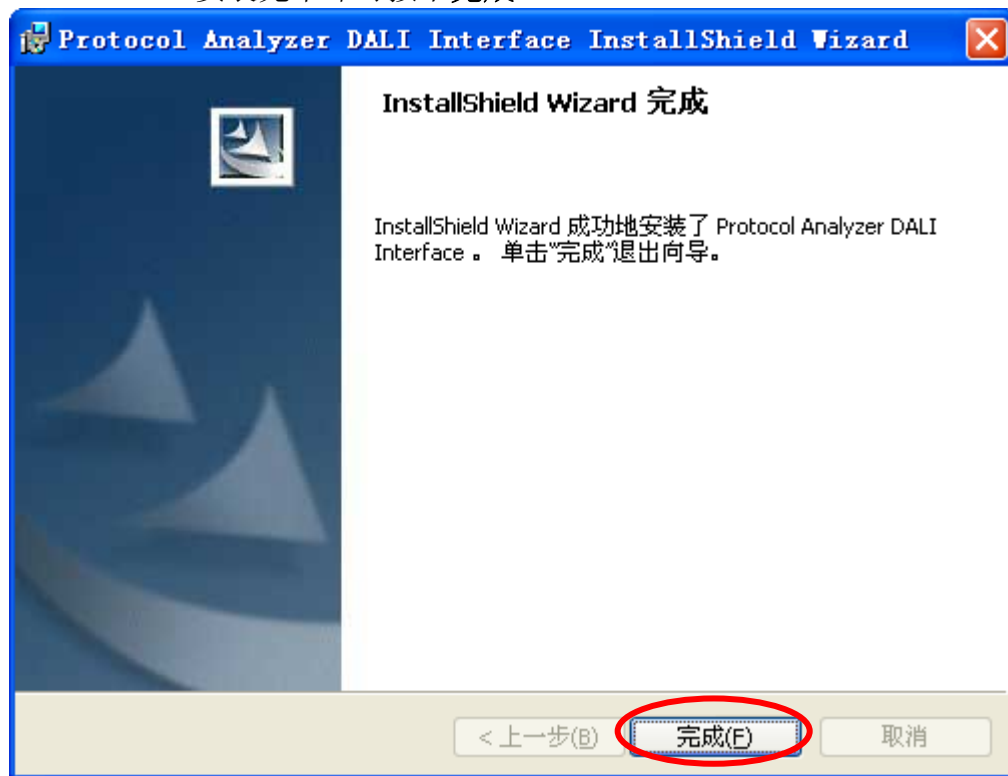 Protocol Analyzer DALI Interface InstallShield Wizard
InstallShield Wizard 完成
InstallShield Wizard 成功地安装了 Protocol Analyzer DALI
Interface 。 单击“完成”退出向导。
<上一步(B)
完成(F)
取消